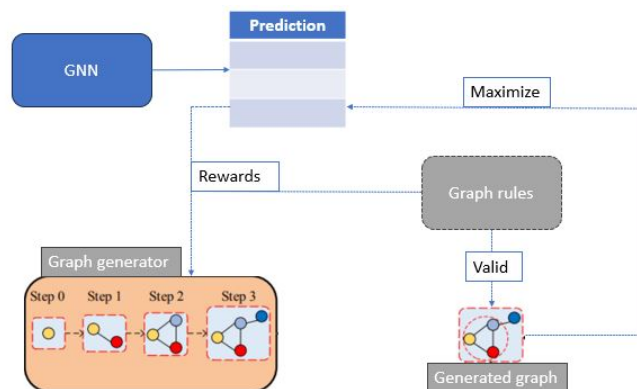 Prediction
GNN
Maximize
Rewards
Graph rules
Graph generator
Valid
Step 0
Step 1
Step 2
Step 3
Generated graph